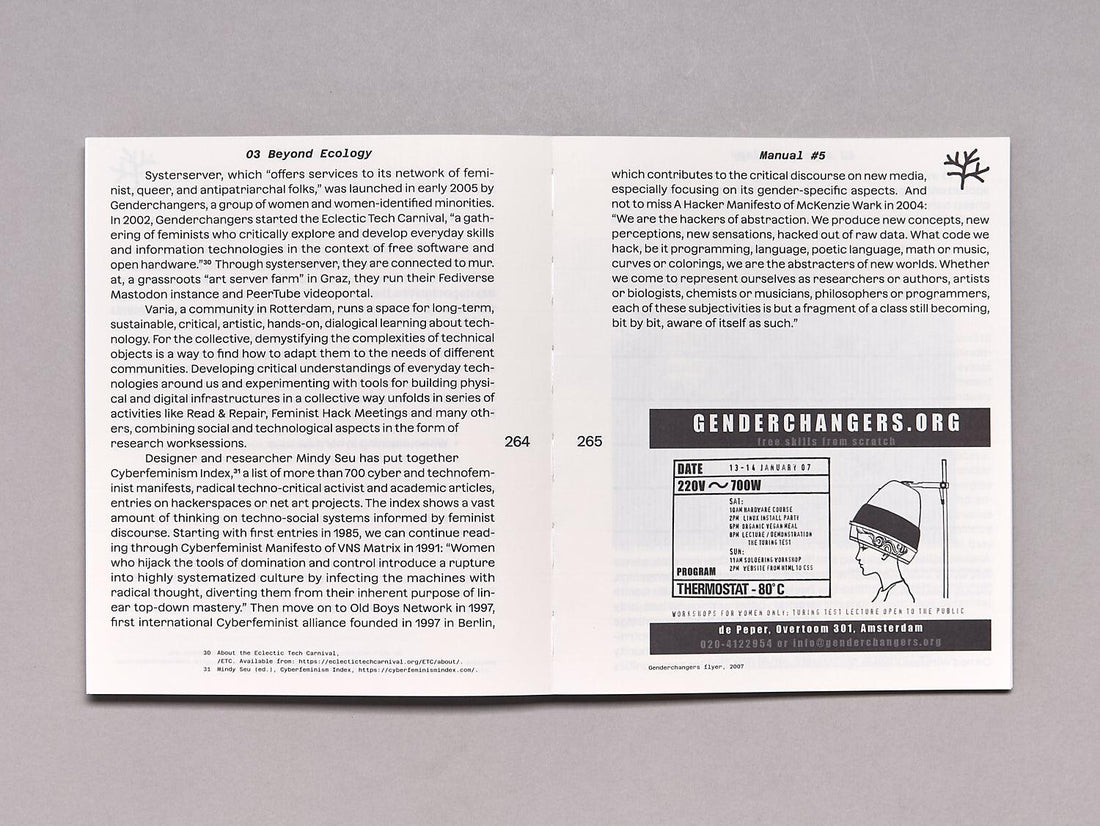 03 Beyond Ecology
Systerserver, which “offers services to its network of femi-
nist, queer, and antipatriarchal folks,” was launched in early 2005 by
Genderchangers, a group of women and women-identified minorities.
In 2002, Genderchangers started the Eclectic Tech Carnival, “a gath-
ering of feminists who critically explore and develop everyday skills
and information technologies in the context of free software and
open hardware.”30 Through systerserver, they are connected to mur.
at, a grassroots “art server farm” in Graz, they run their Fediverse
Mastodon instance and PeerTube videoportal.
Varia, a community in Rotterdam, runs a space for long-term,
sustainable, critical, artistic, hands-on, dialogical learning about tech-
nology. For the collective, demystifying the complexities of technical
objects is a way to find how to adapt them to the needs of different
communities. Developing critical understandings of everyday tech-
nologies around us and experimenting with tools for building physi-
cal and digital infrastructures in a collective way unfolds in series of
activities like Read & Repair, Feminist Hack Meetings and many oth-
ers, combining social and technological aspects in the form of
research worksessions.
Designer and researcher Mindy Seu has put together
Cyberfeminism Index,31 a list of more than 700 cyber and technofem-
inist manifests, radical techno-critical activist and academic articles,
entries on hackerspaces or net art projects. The index shows a vast
amount of thinking on techno-social systems informed by feminist
discourse. Starting with first entries in 1985, we can continue read-
ing through Cyberfeminist Manifesto of VNS Matrix in 1991: “Women
who hijack the tools of domination and control introduce a rupture
into highly systematized culture by infecting the machines with
radical thought, diverting them from their inherent purpose of lin-
ear top-down mastery.” Then move on to Old Boys Network in 1997,
first international Cyberfeminist alliance founded in 1997 in Berlin,
30 About the Eclectic Tech Carnival,
/ETC. Available from: https://eclectictechcarnival.org/ETC/about/.
31 Mindy Seu (ed.), Cyberfeminism Index, https://cyberfeminismindex.com/.
264
265
Manual #5
which contributes to the critical discourse on new media,
especially focusing on its gender-specific aspects. And
not to miss A Hacker Manifesto of McKenzie Wark in 2004:
“We are the hackers of abstraction. We produce new concepts, new
perceptions, new sensations, hacked out of raw data. What code we
hack, be it programming, language, poetic language, math or music,
curves or colorings, we are the abstracters of new worlds. Whether
we come to represent ourselves as researchers or authors, artists
or biologists, chemists or musicians, philosophers or programmers,
each of these subjectivities is but a fragment of a class still becoming,
bit by bit, aware of itself as such.”
GENDERCHANGERS.ORG
free skills from scratch
DATE 13-14 JANUARY 07
220V ~ 700W
SAT:
10AM HARDWARE COURSE
2PM LINUX INSTALL PARTY
6PM ORGANIC VEGAN MEAL
8PM LECTURE / DEMONSTRATION
THE TURING TEST
SUN:
11AM SOLDERING WORKSHOP
2PM WEBSITE FROM HTML TO CSS
PROGRAM
THERMOSTAT - 80°C
WORKSHOPS FOR WOMEN ONLY; TURING TEST LECTURE OPEN TO THE PUBLIC
de Peper, Overtoom 301, Amsterdam
020-4122954 or info@genderchangers.org
Genderchangers flyer, 2007